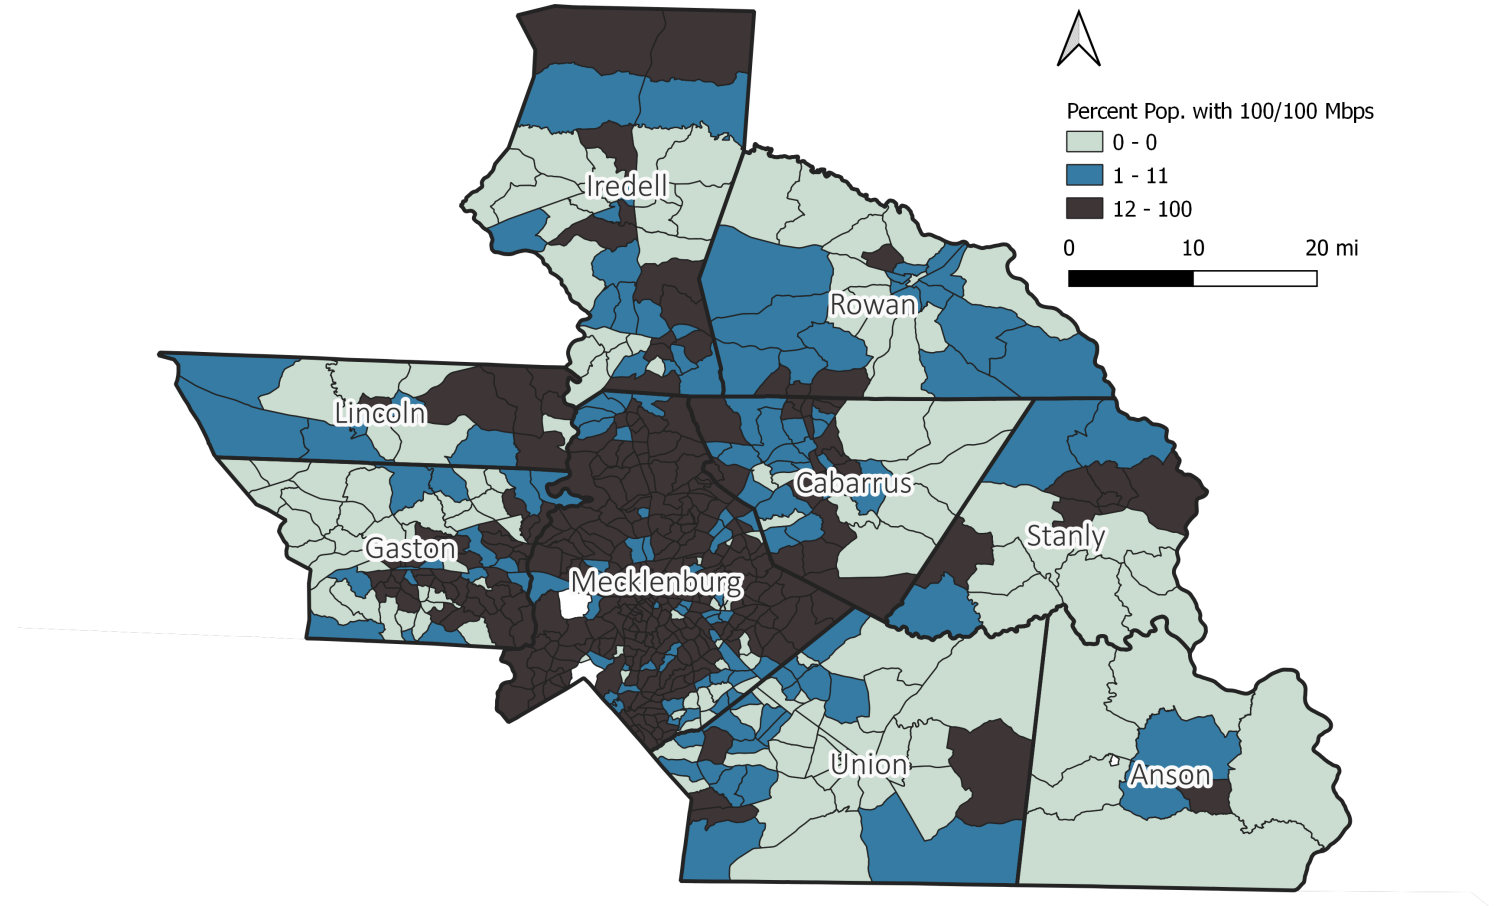 Percent Pop. with 100/100 Mbps
0 - 0
1 - 11
12 - 100
0 10 20 mi
Iredell
Rowan
Lincoln
Cabarrus
Stanly
Gaston
Mecklenburg
Union
Anson